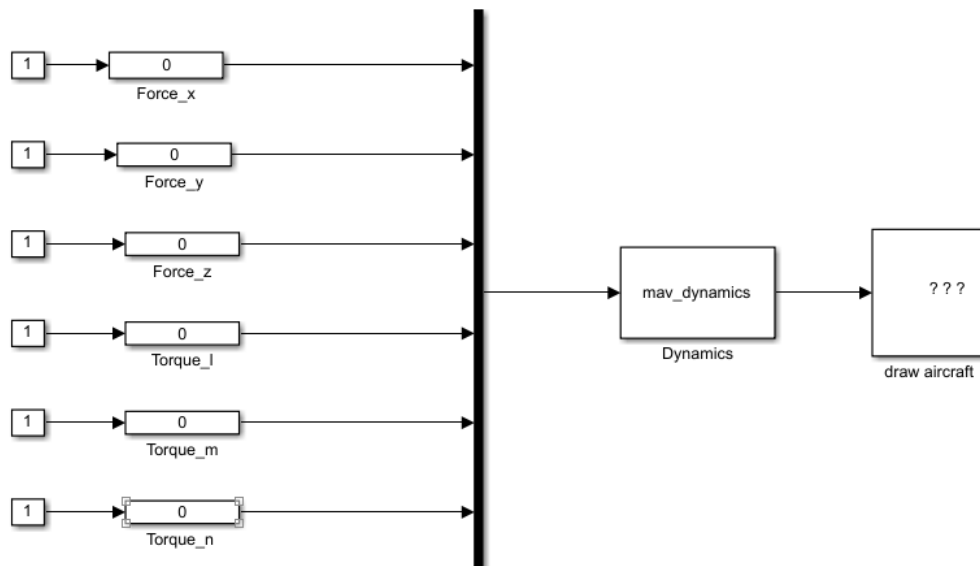 1
0
Force_x
1
0
Force_y
1
0
Force_z
1
0
Torque_l
1
0
Torque_m
1
0
Torque_n
mav_dynamics
Dynamics
? ? ?
draw aircraft